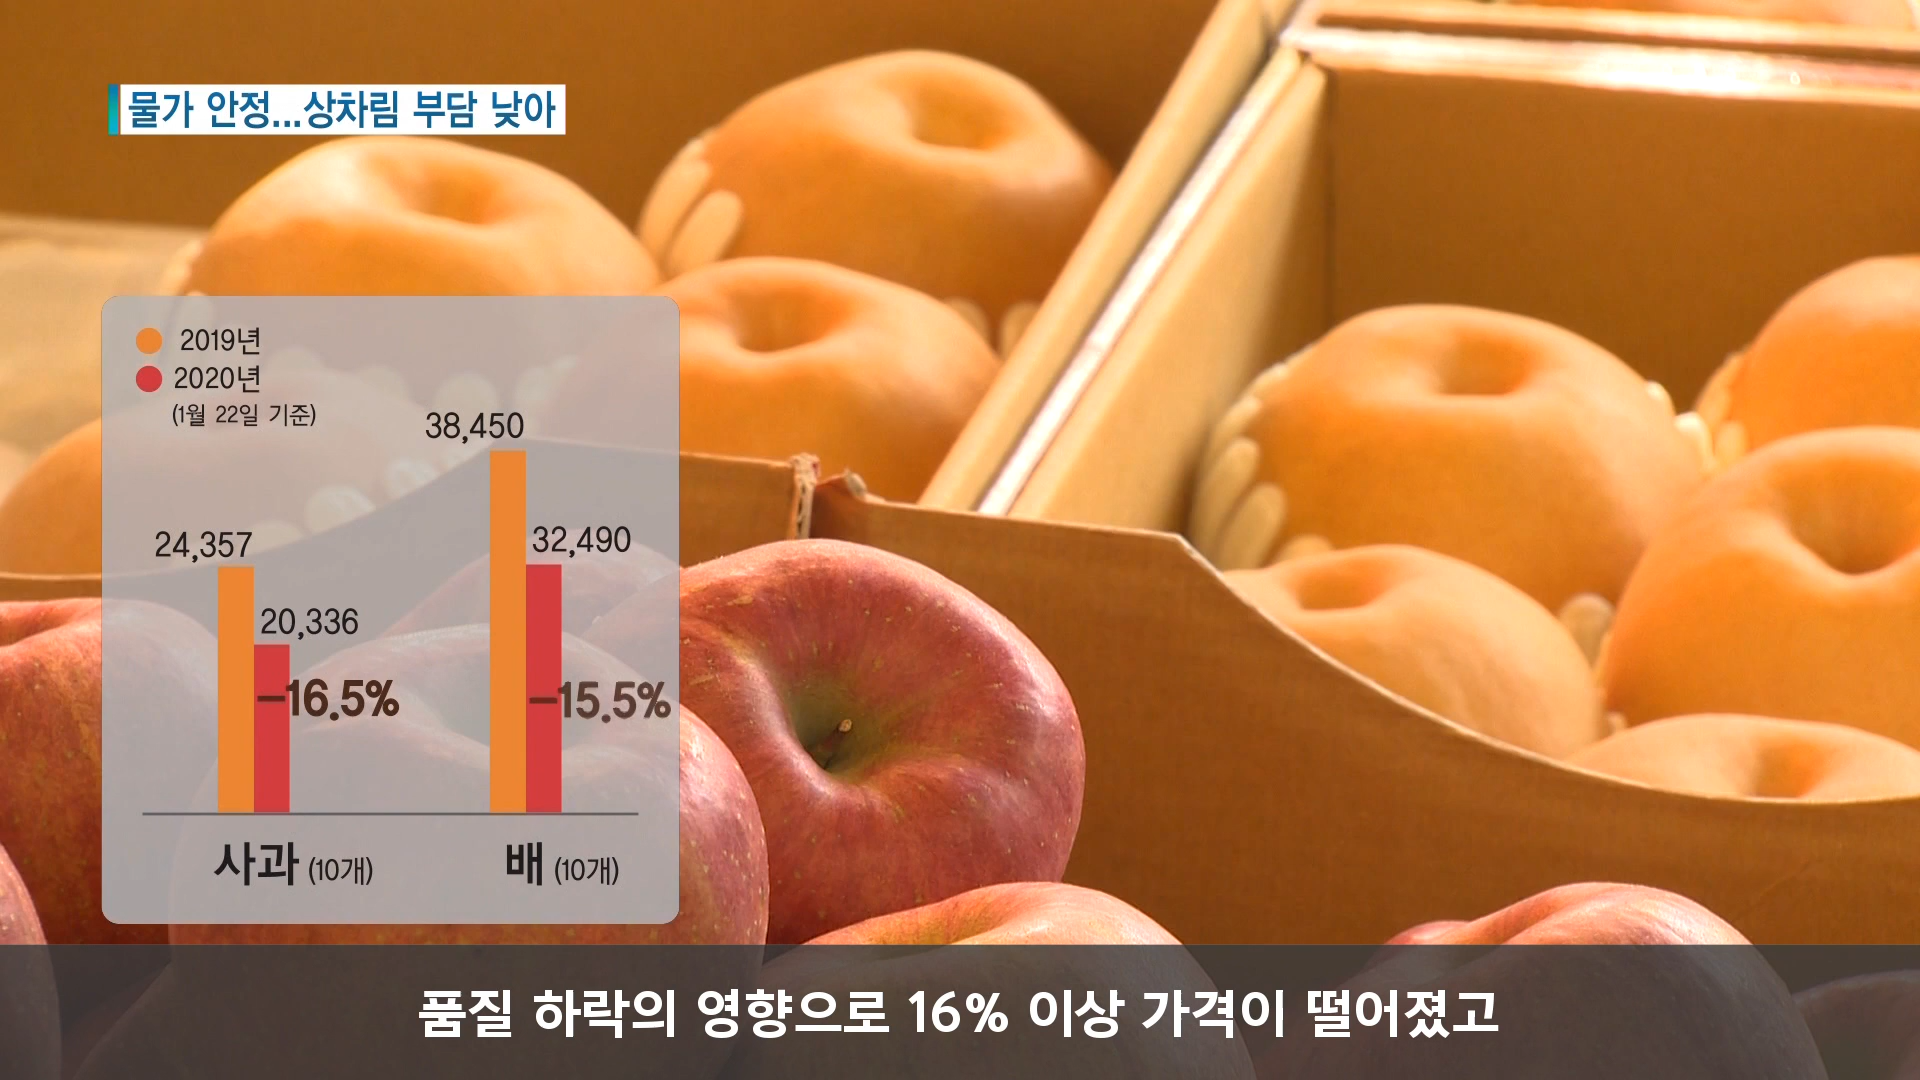 물가 안정...상차림 부담 낮아
2019년
2020년
(1월 22일 기준)
38,450
24,357
32,490
20,336
-16.5%
-15.5%
사과 (10개)
배 (10개)
품질 하락의 영향으로 16% 이상 가격이 떨어졌고